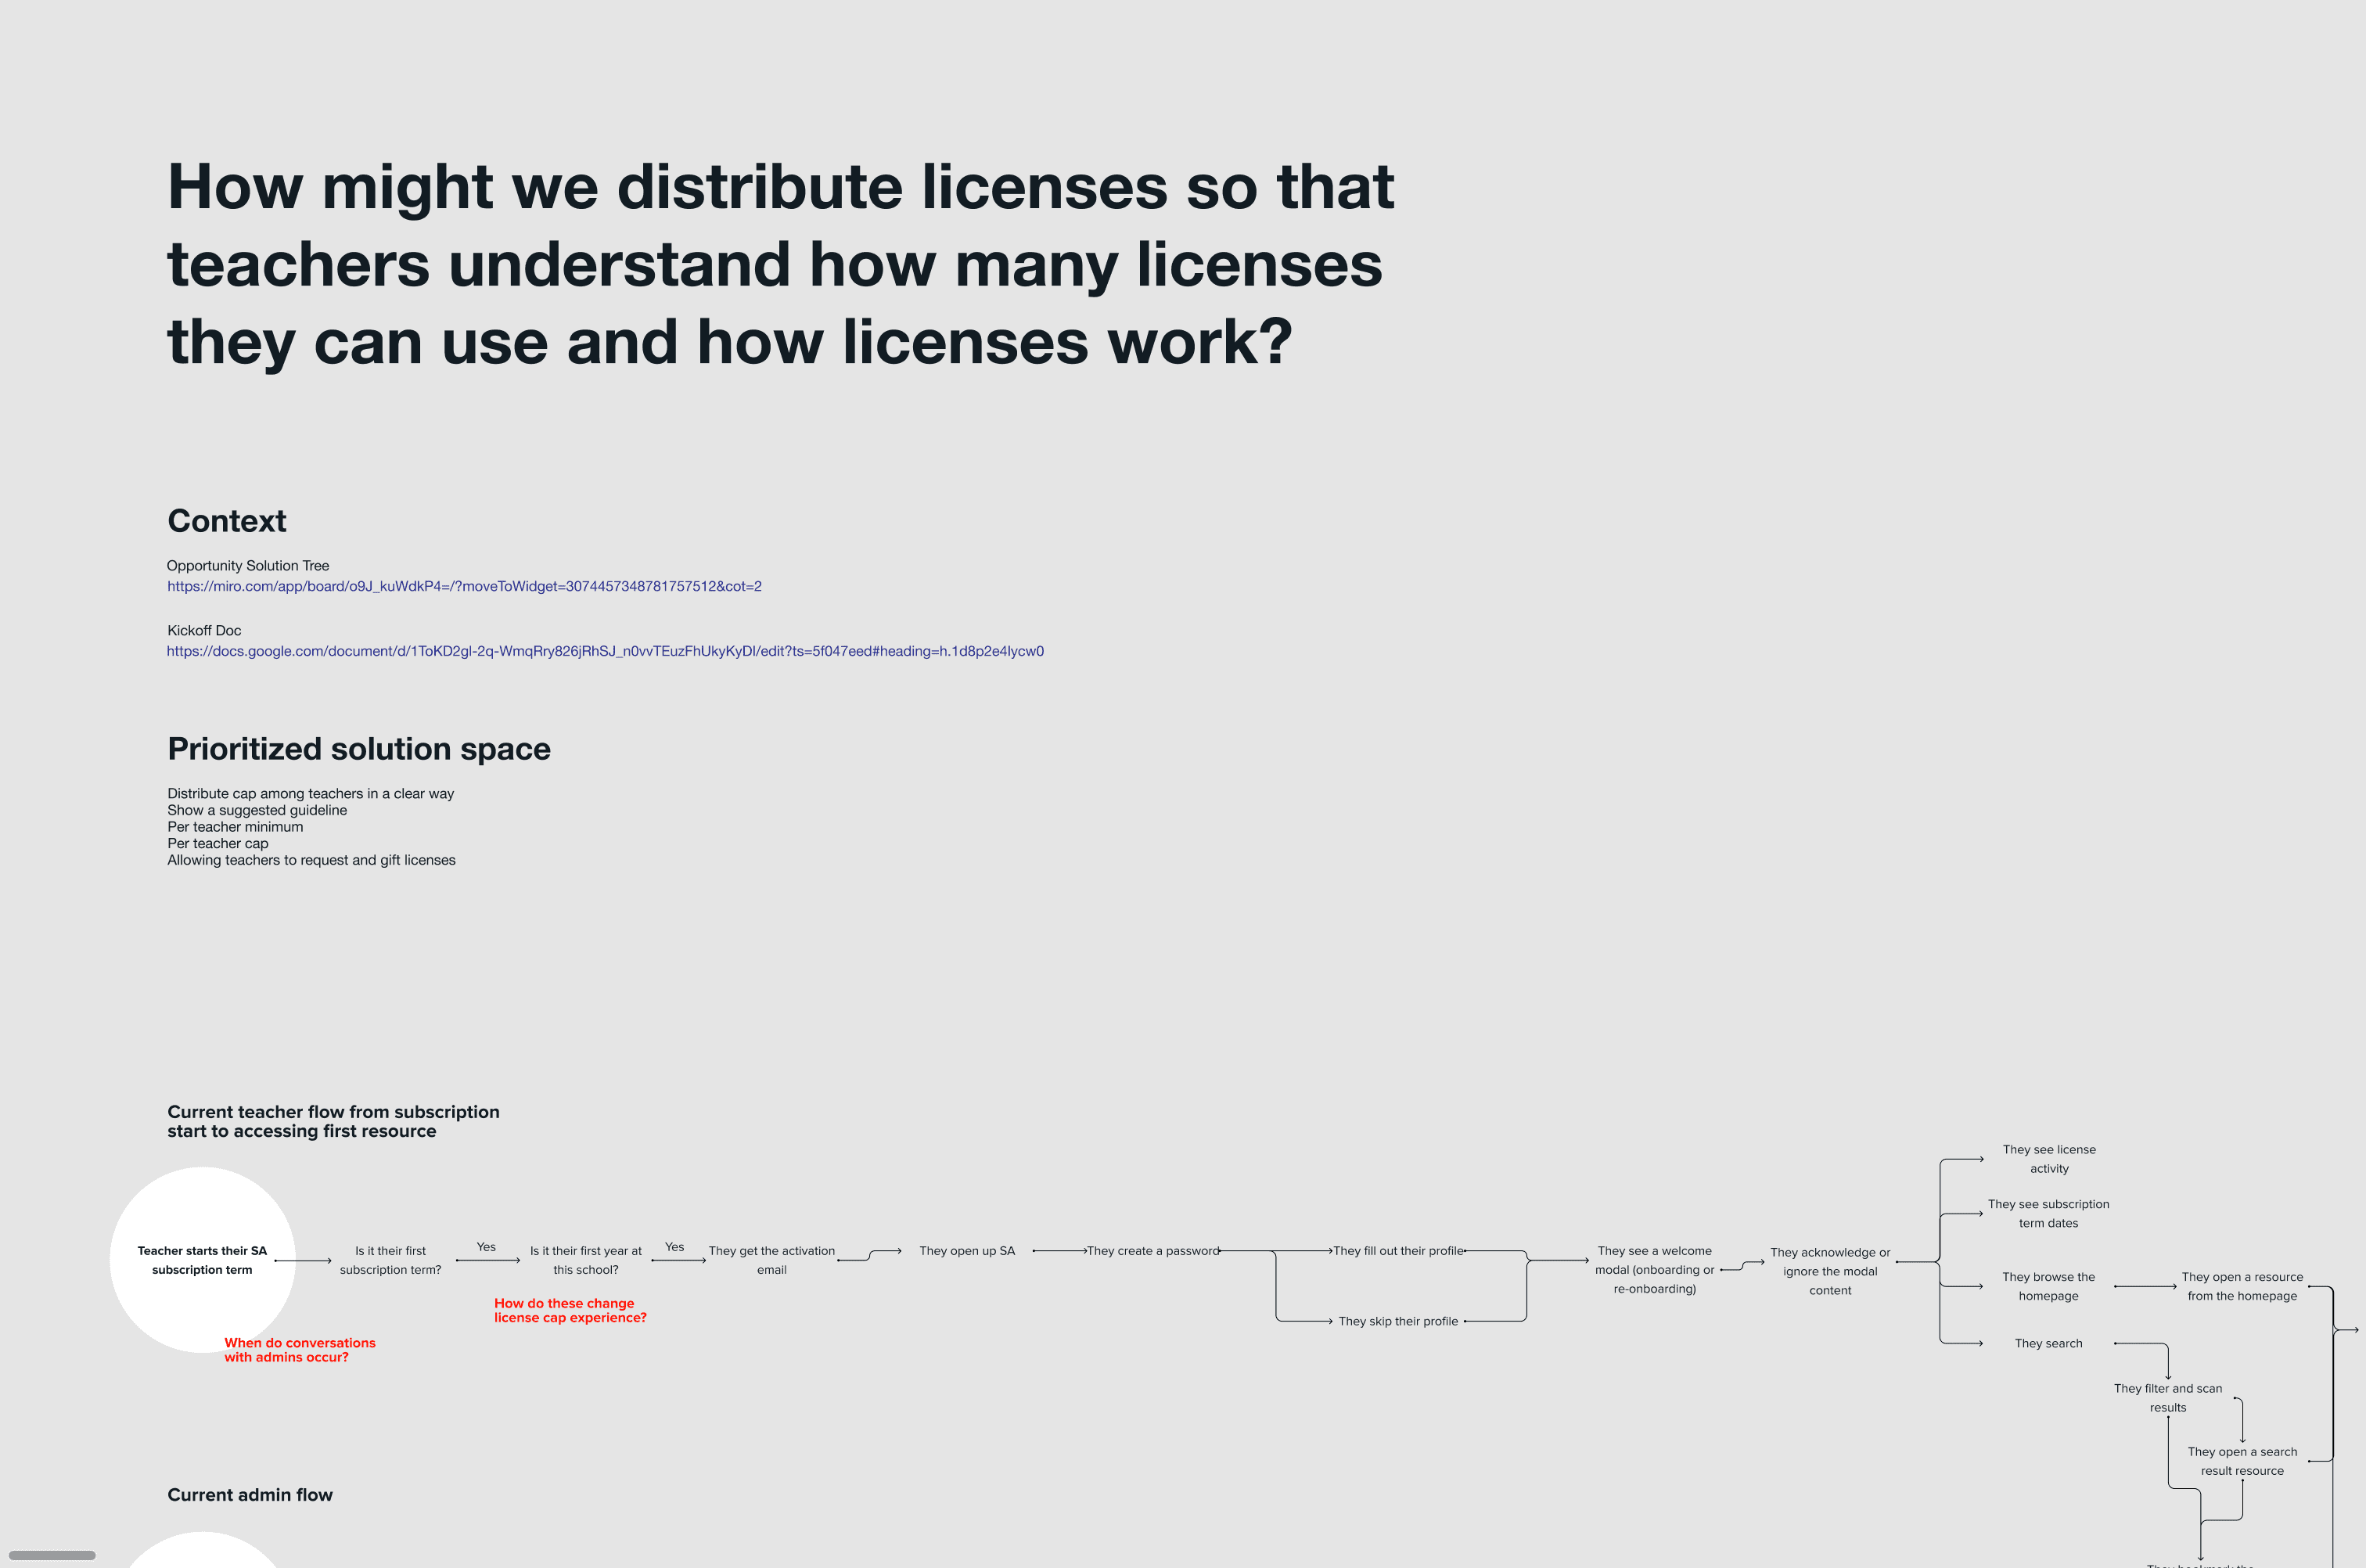 How might we distribute licenses so that
teachers understand how many licenses
they can use and how licenses work?
Context
Opportunity Solution Tree
https://miro.com/app/board/o9J_kuWdkP4=/?moveToWidget=3074457348781757512&cot=2
Kickoff Doc
https://docs.google.com/document/d/1ToKD2gl-2q-WmqRry826jRhSJ_n0vvTEuzFhUkyKyDI/edit?ts=5f047eed#heading=h.1d8p2e4lycw0
Prioritized solution space
Distribute cap among teachers in a clear way
Show a suggested guideline
Per teacher minimum
Per teacher cap
Allowing teachers to request and gift licenses
Current teacher flow from subscription
start to accessing first resource
Teacher starts their SA
subscription term
Is it their first
subscription term?
Yes
Is it their first year at
this school?
Yes
They get the activation
email
They open up SA
They create a password
They fill out their profile
They skip their profile
They see a welcome
modal (onboarding or
re-onboarding)
They acknowledge or
ignore the modal
content
They see license
activity
They see subscription
term dates
They browse the
homepage
They open a resource
from the homepage
They search
They filter and scan
results
They open a search
result resource
They bookmark the
How do these change
license cap experience?
When do conversations
with admins occur?
Current admin flow